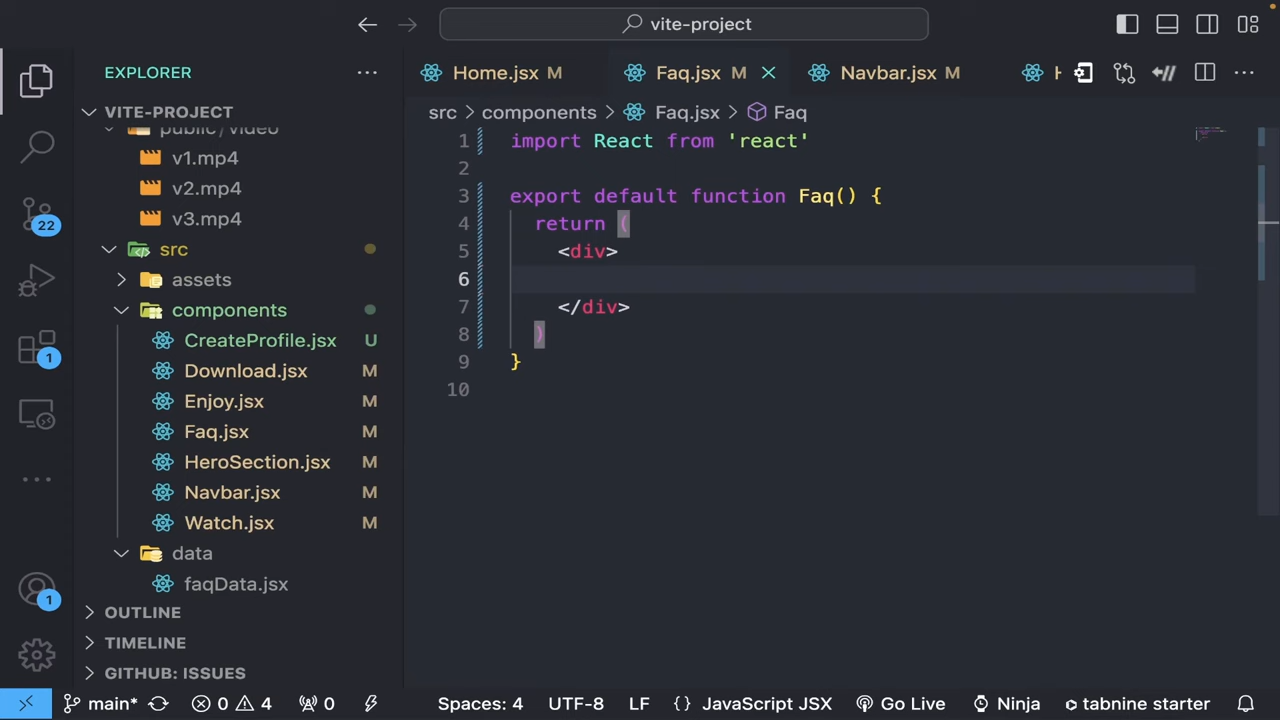 vite-project
EXPLORER
Home.jsx M
Faq.jsx M
Navbar.jsx M
VITE-PROJECT
src > components > Faq.jsx > Faq
public/video
v1.mp4
v2.mp4
v3.mp4
src
assets
components
CreateProfile.jsx U
Download.jsx M
Enjoy.jsx M
Faq.jsx M
HeroSection.jsx M
Navbar.jsx M
Watch.jsx M
data
faqData.jsx
OUTLINE
TIMELINE
GITHUB: ISSUES
22
1
1
1 import React from 'react'
2
3 export default function Faq() {
4 return (
5 <div>
6
7 </div>
8 )
9 }
10
main* 0 4 0 Spaces: 4 UTF-8 LF {} JavaScript JSX Go Live Ninja tabnine starter